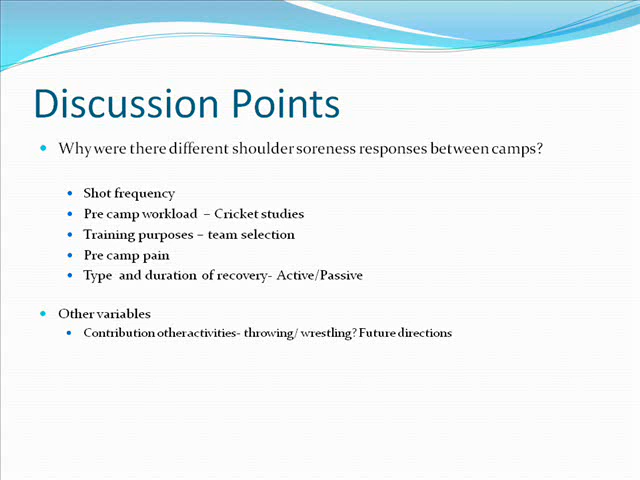 Discussion Points
Why were there different shoulder soreness responses between camps?
Shot frequency
Pre camp workload – Cricket studies
Training purposes – team selection
Pre camp pain
Type and duration of recovery- Active/Passive
Other variables
Contribution other activities- throwing/ wrestling? Future directions